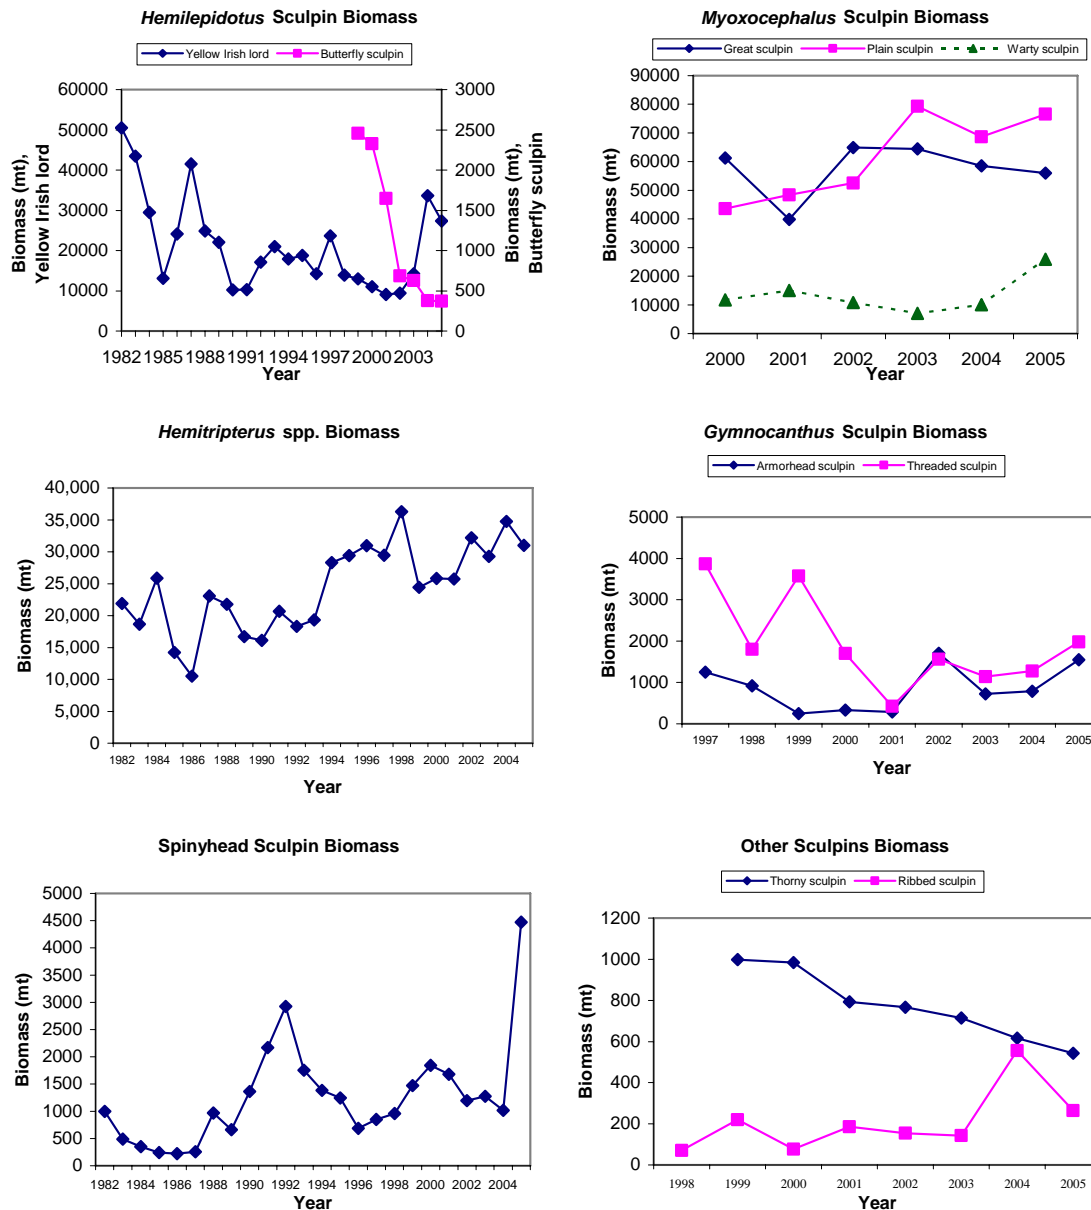 Hemilepidotus Sculpin Biomass
Yellow Irish lord Butterfly sculpin
60000
50000
40000
30000
20000
10000
0
3000
2500
2000
1500
1000
500
0
Biomass (mt),
Yellow Irish lord
Biomass (mt),
Butterfly sculpin
1982 1985 1988 1991 1994 1997 2000 2003
Year
Myoxocephalus Sculpin Biomass
Great sculpin Plain sculpin Warty sculpin
90000
80000
70000
60000
50000
40000
30000
20000
10000
0
Biomass (mt)
2000 2001 2002 2003 2004 2005
Year
Hemitripterus spp. Biomass
40,000
35,000
30,000
25,000
20,000
15,000
10,000
5,000
0
Biomass (mt)
1982 1984 1986 1988 1990 1992 1994 1996 1998 2000 2002 2004
Year
Gymnocanthus Sculpin Biomass
Armorhead sculpin Threaded sculpin
5000
4000
3000
2000
1000
0
Biomass (mt)
1997 1998 1999 2000 2001 2002 2003 2004 2005
Year
Spinyhead Sculpin Biomass
5000
4500
4000
3500
3000
2500
2000
1500
1000
500
0
Biomass (mt)
1982 1984 1986 1988 1990 1992 1994 1996 1998 2000 2002 2004
Year
Other Sculpins Biomass
Thorny sculpin Ribbed sculpin
1200
1000
800
600
400
200
0
Biomass (mt)
1998 1999 2000 2001 2002 2003 2004 2005
Year